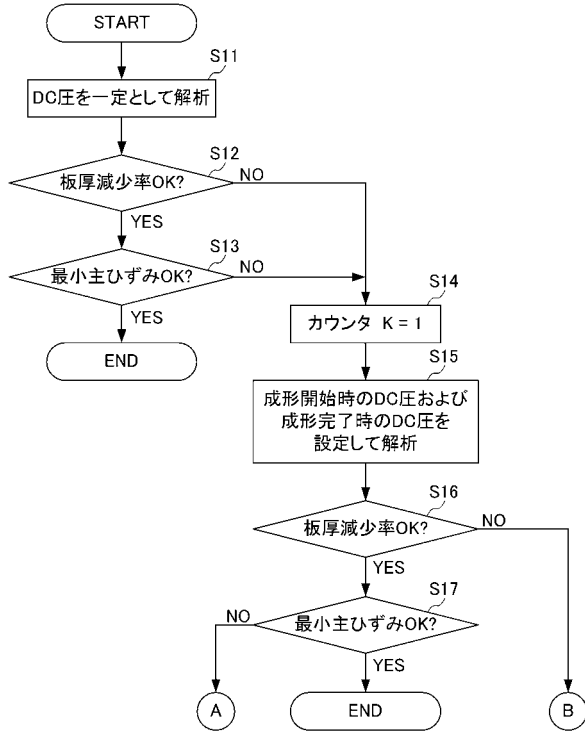 START
S11
DC圧を一定として解析
S12
板厚減少率OK?
NO
YES
S13
最小主ひずみOK?
NO
YES
END
S14
カウンタ K = 1
S15
成形開始時のDC圧および
成形完了時のDC圧を
設定して解析
S16
板厚減少率OK?
NO
YES
S17
NO
最小主ひずみOK?
YES
A
END
B